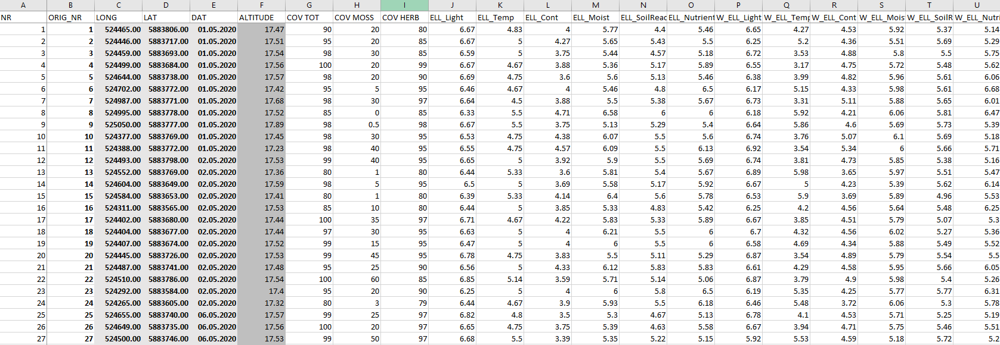 A B C D E F G H I J K L M N O P Q R S T U
NR ORIG_NR LONG LAT DAT ALTITUDE COV TOT COV MOSS COV HERB ELL_Light ELL_Temp ELL_Cont ELL_Moist ELL_SoilReac ELL_Nutrient W_ELL_Light W_ELL_Temp W_ELL_Cont W_ELL_Mois W_ELL_SoilR W_ELL_Nutri
1 1 524465.00 5883806.00 01.05.2020 17.47 90 20 80 6.67 4.83 4 5.77 4.4 5.46 6.65 4.27 4.53 5.92 5.37 5.14
2 2 524446.00 5883717.00 01.05.2020 17.51 95 20 85 6.67 5 4.27 5.65 5.43 5.5 6.25 5.2 4.36 5.51 5.69 5.29
3 3 524459.00 5883693.00 01.05.2020 17.54 98 30 85 6.59 5 3.75 5.44 4.57 5.18 6.72 3.53 4.88 5.8 5.5 5.75
4 4 524499.00 5883684.00 01.05.2020 17.56 100 20 99 6.67 4.67 3.88 5.36 5.17 5.89 6.55 3.17 4.75 5.72 5.48 5.62
5 5 524644.00 5883738.00 01.05.2020 17.57 98 20 90 6.69 4.75 3.6 5.6 5.13 5.46 6.38 3.99 4.82 5.96 5.61 6.06
6 6 524702.00 5883772.00 01.05.2020 17.42 95 5 95 6.46 4.67 4 5.46 4.8 6.5 6.17 5.15 4.33 5.98 5.61 6.68
7 7 524987.00 5883771.00 01.05.2020 17.68 98 30 97 6.64 4.5 3.88 5.5 5.38 5.67 6.73 3.31 5.11 5.88 5.65 6.01
8 8 524995.00 5883778.00 01.05.2020 17.52 85 0 85 6.33 5.5 4.71 6.58 6 6 6.18 5.92 4.21 6.06 5.81 6.47
9 9 525050.00 5883777.00 01.05.2020 17.89 98 0.5 98 6.67 5.5 3.75 5.13 5.29 5.4 6.64 5.86 4.6 5.69 5.73 5.39
10 10 524377.00 5883769.00 01.05.2020 17.45 98 30 95 6.53 4.75 4.38 6.07 5.5 5.6 6.74 3.76 5.07 6.1 5.69 5.18
11 11 524388.00 5883772.00 01.05.2020 17.23 98 40 95 6.55 4.75 4.57 6.09 5.5 6.13 6.92 3.54 5.34 6 5.66 5.71
12 12 524493.00 5883798.00 02.05.2020 17.53 99 40 95 6.65 5 3.92 5.9 5.5 5.69 6.74 3.81 4.73 5.85 5.38 5.16
13 13 524552.00 5883769.00 02.05.2020 17.36 80 1 80 6.44 5.33 3.6 5.81 5.4 5.67 6.89 5.98 3.65 5.97 5.51 5.47
14 14 524604.00 5883649.00 02.05.2020 17.59 98 5 95 6.5 5 3.69 5.58 5.17 5.92 6.67 5 4.23 5.39 5.62 6.14
15 15 524584.00 5883653.00 02.05.2020 17.41 80 1 80 6.39 5.33 4.14 6.4 5.6 5.78 6.53 5.9 3.69 5.89 4.96 5.53
16 16 524311.00 5883565.00 02.05.2020 17.53 85 10 80 6.44 5 3.85 5.33 4.83 5.42 6.25 4.2 4.56 5.64 5.48 6.25
17 17 524402.00 5883680.00 02.05.2020 17.44 100 35 97 6.71 4.67 4.22 5.83 5.33 5.89 6.67 3.85 4.51 5.79 5.07 5.3
18 18 524404.00 5883677.00 02.05.2020 17.44 97 30 95 6.63 5 4 6.21 5.5 6 6.7 4.32 4.56 6.02 5.27 5.36
19 19 524407.00 5883674.00 02.05.2020 17.52 99 15 95 6.47 5 4 6 5.5 6 6.58 4.69 4.34 5.88 5.49 5.52
20 20 524445.00 5883726.00 02.05.2020 17.53 99 45 95 6.78 4.75 3.83 5.5 5.11 5.29 6.87 3.54 4.89 5.79 5.54 5.5
21 21 524487.00 5883741.00 02.05.2020 17.48 95 25 90 6.56 5 4.33 6.12 5.83 5.83 6.61 4.29 4.58 5.95 5.66 6.05
22 22 524510.00 5883786.00 02.05.2020 17.54 100 60 85 6.85 5.14 3.59 5.71 5.14 5.06 6.87 3.79 4.9 5.98 5.4 5.26
23 23 524292.00 5883584.00 02.05.2020 17.4 95 20 90 6.25 5 4 6 5.8 6.5 6.19 5.35 4.25 5.77 5.77 6.31
24 24 524265.00 5883605.00 02.05.2020 17.32 80 3 79 6.44 4.67 3.9 5.93 5.5 6.18 6.46 5.48 3.72 6.06 5.3 5.78
25 25 524655.00 5883740.00 06.05.2020 17.57 99 25 97 6.82 4.8 3.5 5.3 4.67 5.13 6.78 4.1 4.53 5.71 5.25 5.19
26 26 524649.00 5883735.00 06.05.2020 17.56 100 20 97 6.65 4.75 3.75 5.39 4.63 5.58 6.67 3.94 4.71 5.75 5.46 5.51
27 27 524500.00 5883746.00 06.05.2020 17.53 99 50 97 6.68 5.5 3.39 5.35 5.22 5.15 5.92 5.53 4.59 5.18 5.72 5.2